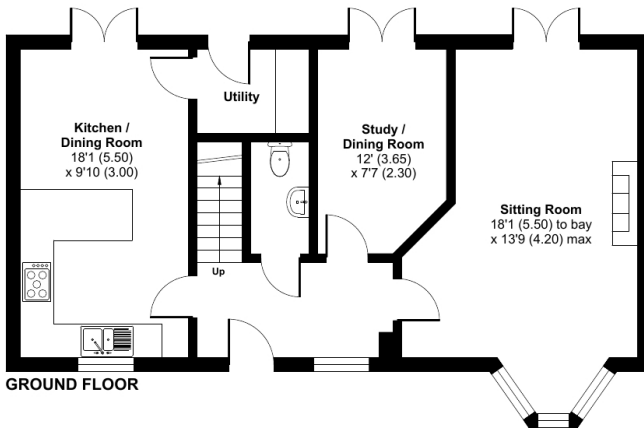 Utility
Kitchen /
Dining Room
18'1 (5.50)
x 9'10 (3.00)
Study /
Dining Room
12' (3.65)
x 7'7 (2.30)
Sitting Room
18'1 (5.50) to bay
x 13'9 (4.20) max
Up
GROUND FLOOR